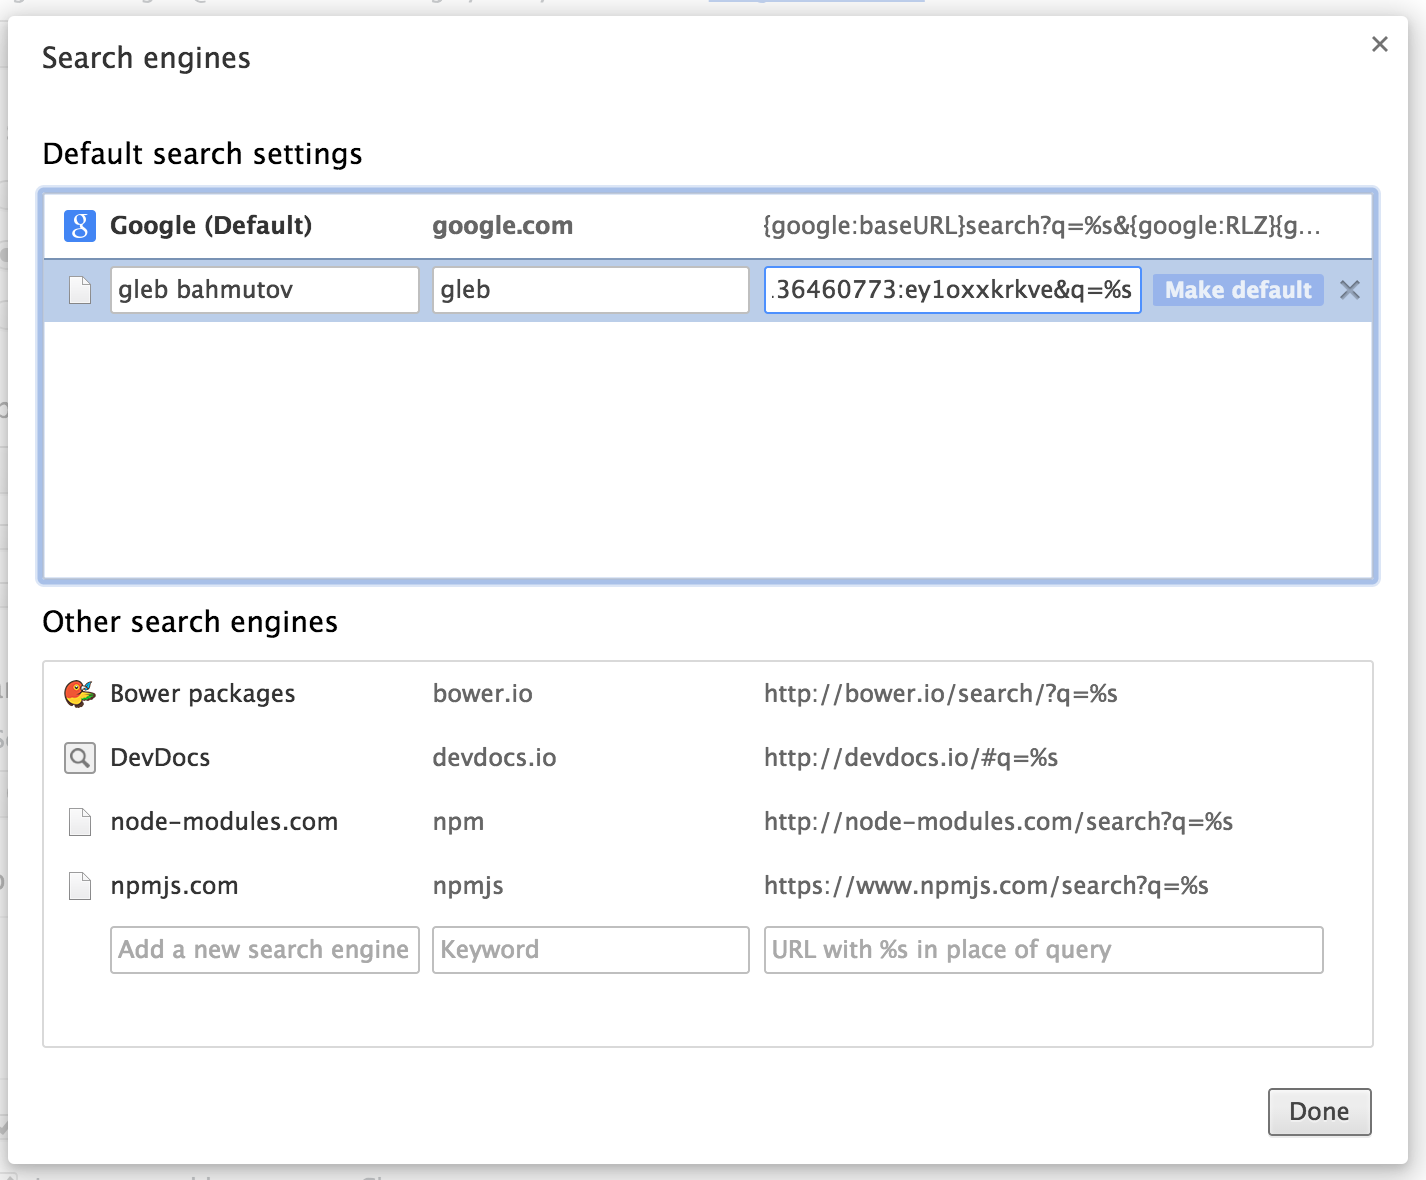 Search engines
Default search settings
Google (Default) google.com {google:baseURL}search?q=%s&{google:RLZ}{g...
gleb bahmutov gleb .36460773:ey1oxxkrkve&q=%s Make default
Other search engines
Bower packages bower.io http://bower.io/search/?q=%s
DevDocs devdocs.io http://devdocs.io/#q=%s
node-modules.com npm http://node-modules.com/search?q=%s
npmjs.com npmjs https://www.npmjs.com/search?q=%s
Add a new search engine Keyword URL with %s in place of query
Done